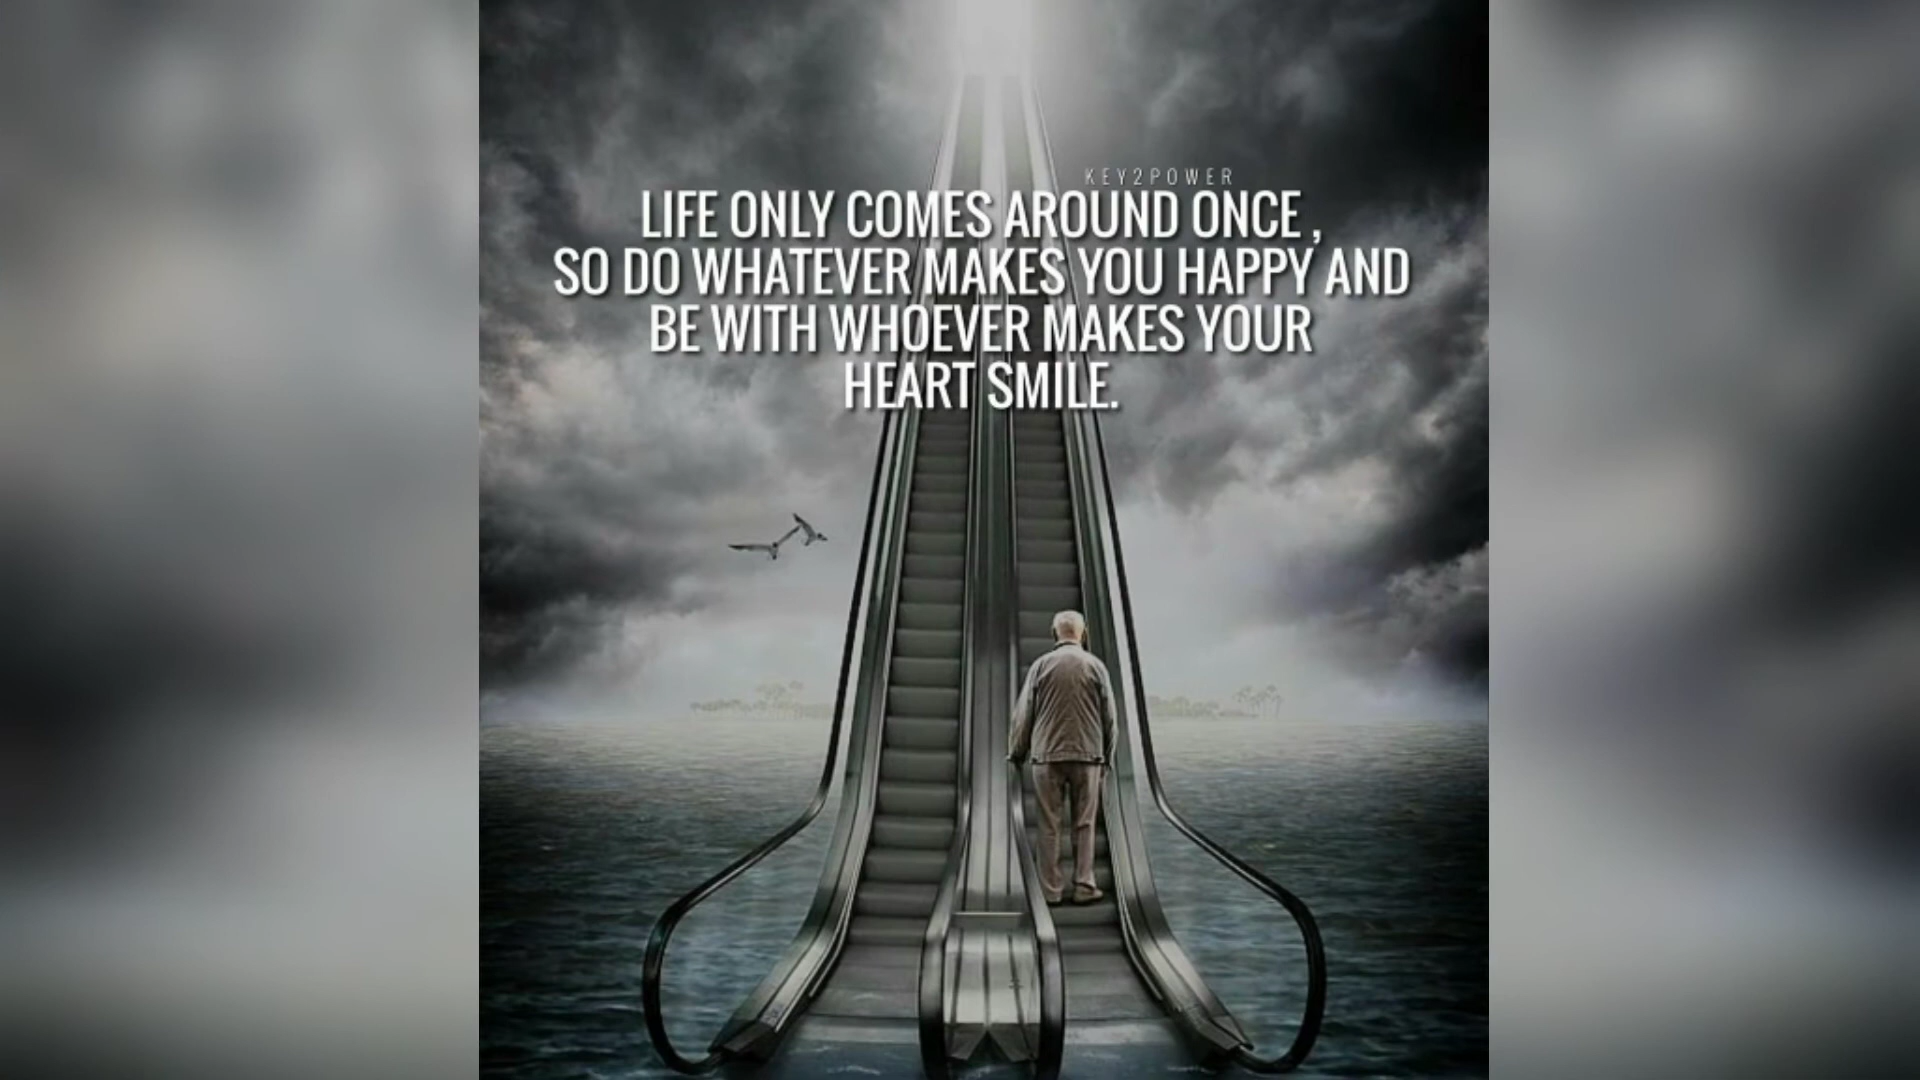 KEY2POWER
LIFE ONLY COMES AROUND ONCE ,
SO DO WHATEVER MAKES YOU HAPPY AND
BE WITH WHOEVER MAKES YOUR
HEART SMILE.